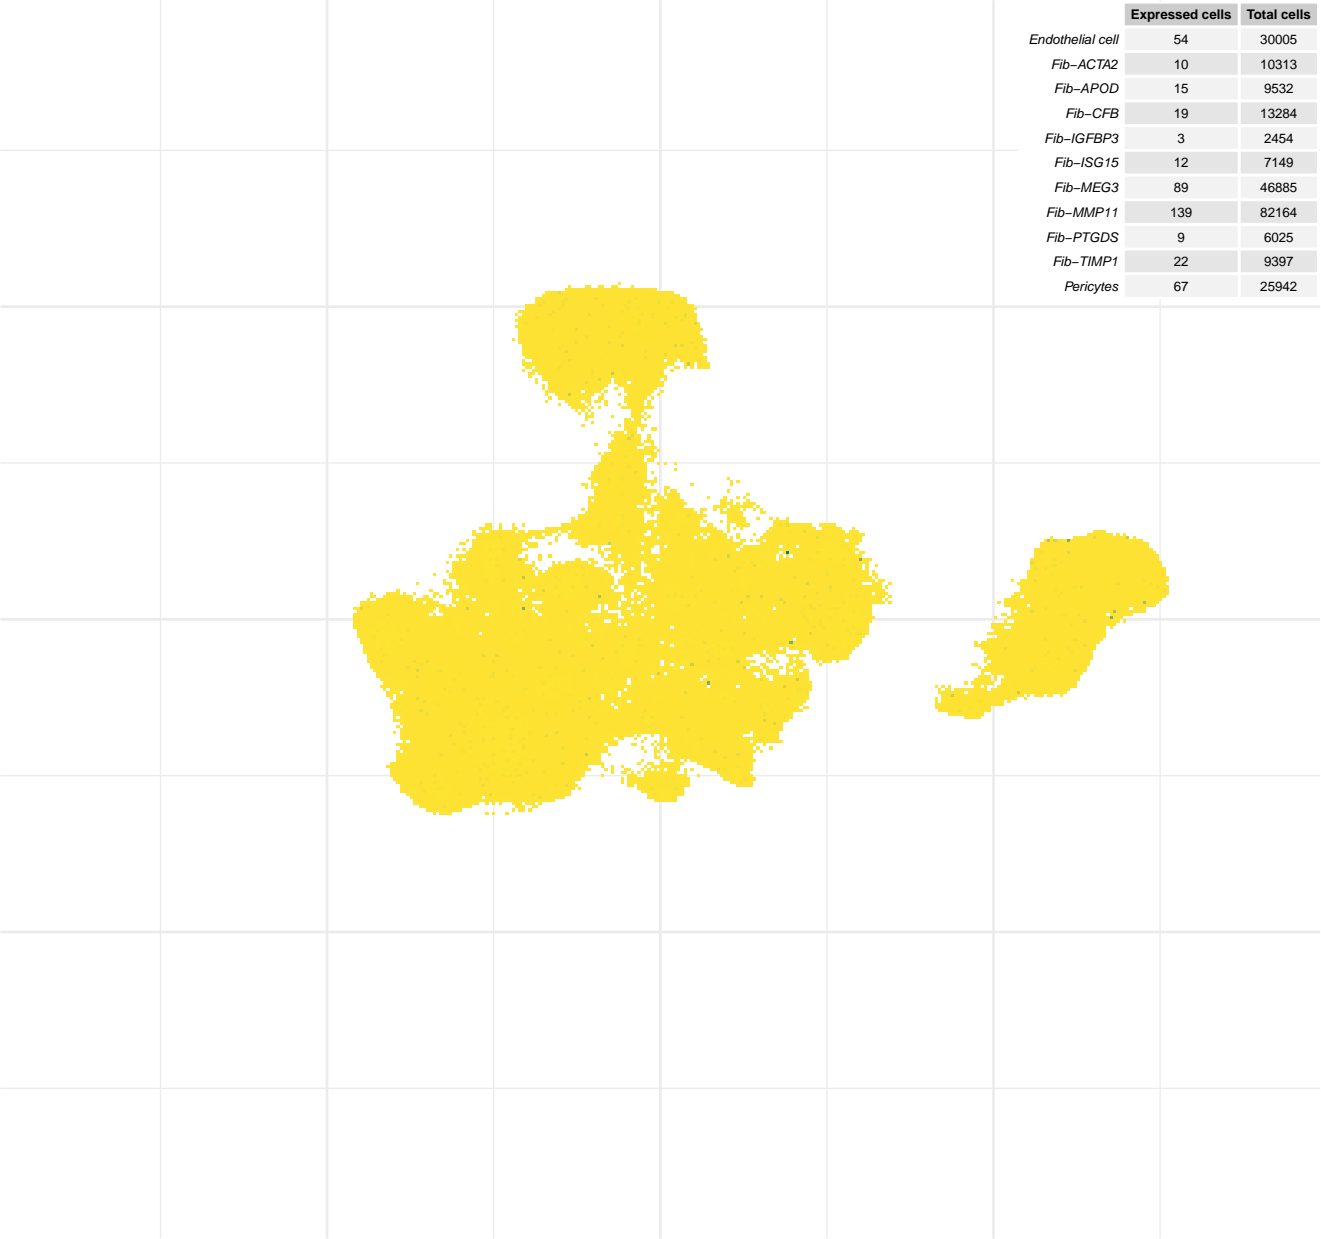 Expressed cells Total cells
Endothelial cell 54 30005
Fib−ACTA2 10 10313
Fib−APOD 15 9532
Fib−CFB 19 13284
Fib−IGFBP3 3 2454
Fib−ISG15 12 7149
Fib−MEG3 89 46885
Fib−MMP11 139 82164
Fib−PTGDS 9 6025
Fib−TIMP1 22 9397
Pericytes 67 25942